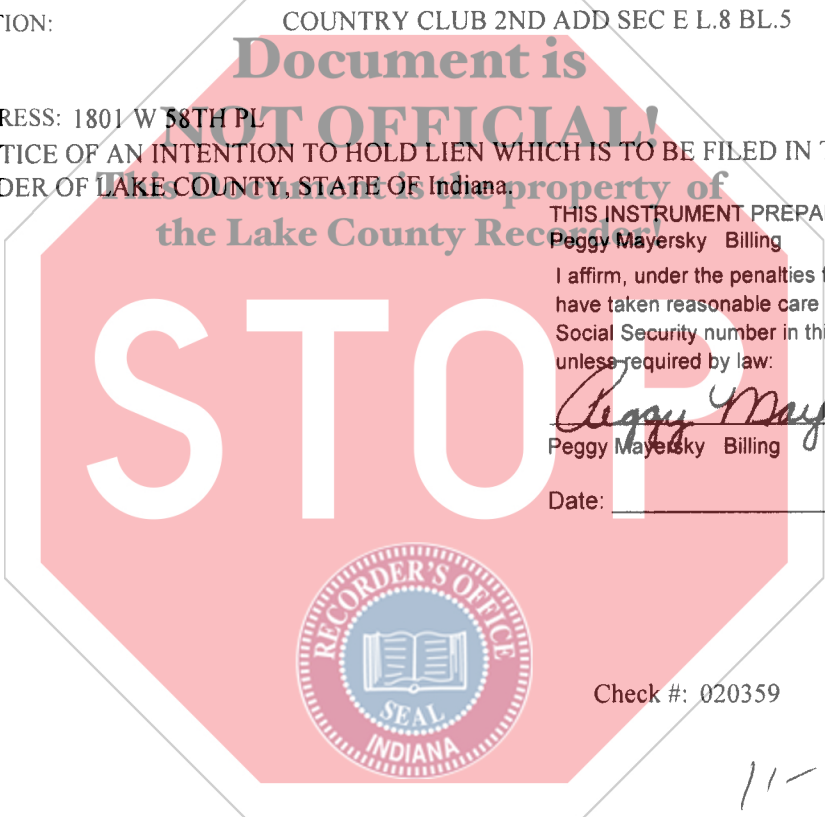 TION: COUNTRY CLUB 2ND ADD SEC E L.8 BL.5
Document is
RESS: 1801 W 58TH PL
NOT OFFICIAL!
TICE OF AN INTENTION TO HOLD LIEN WHICH IS TO BE FILED IN T
DER OF LAKE COUNTY, STATE OF Indiana.
This Document is the property of
the Lake County Recorder!
THIS INSTRUMENT PREPA
Peggy Mayersky Billing
I affirm, under the penalties f
have taken reasonable care
Social Security number in thi
unless required by law:
Peggy May
Peggy Mayersky Billing
Date:
STOP
RECORDER'S OFFICE
SEAL
INDIANA
Check #: 020359
11-